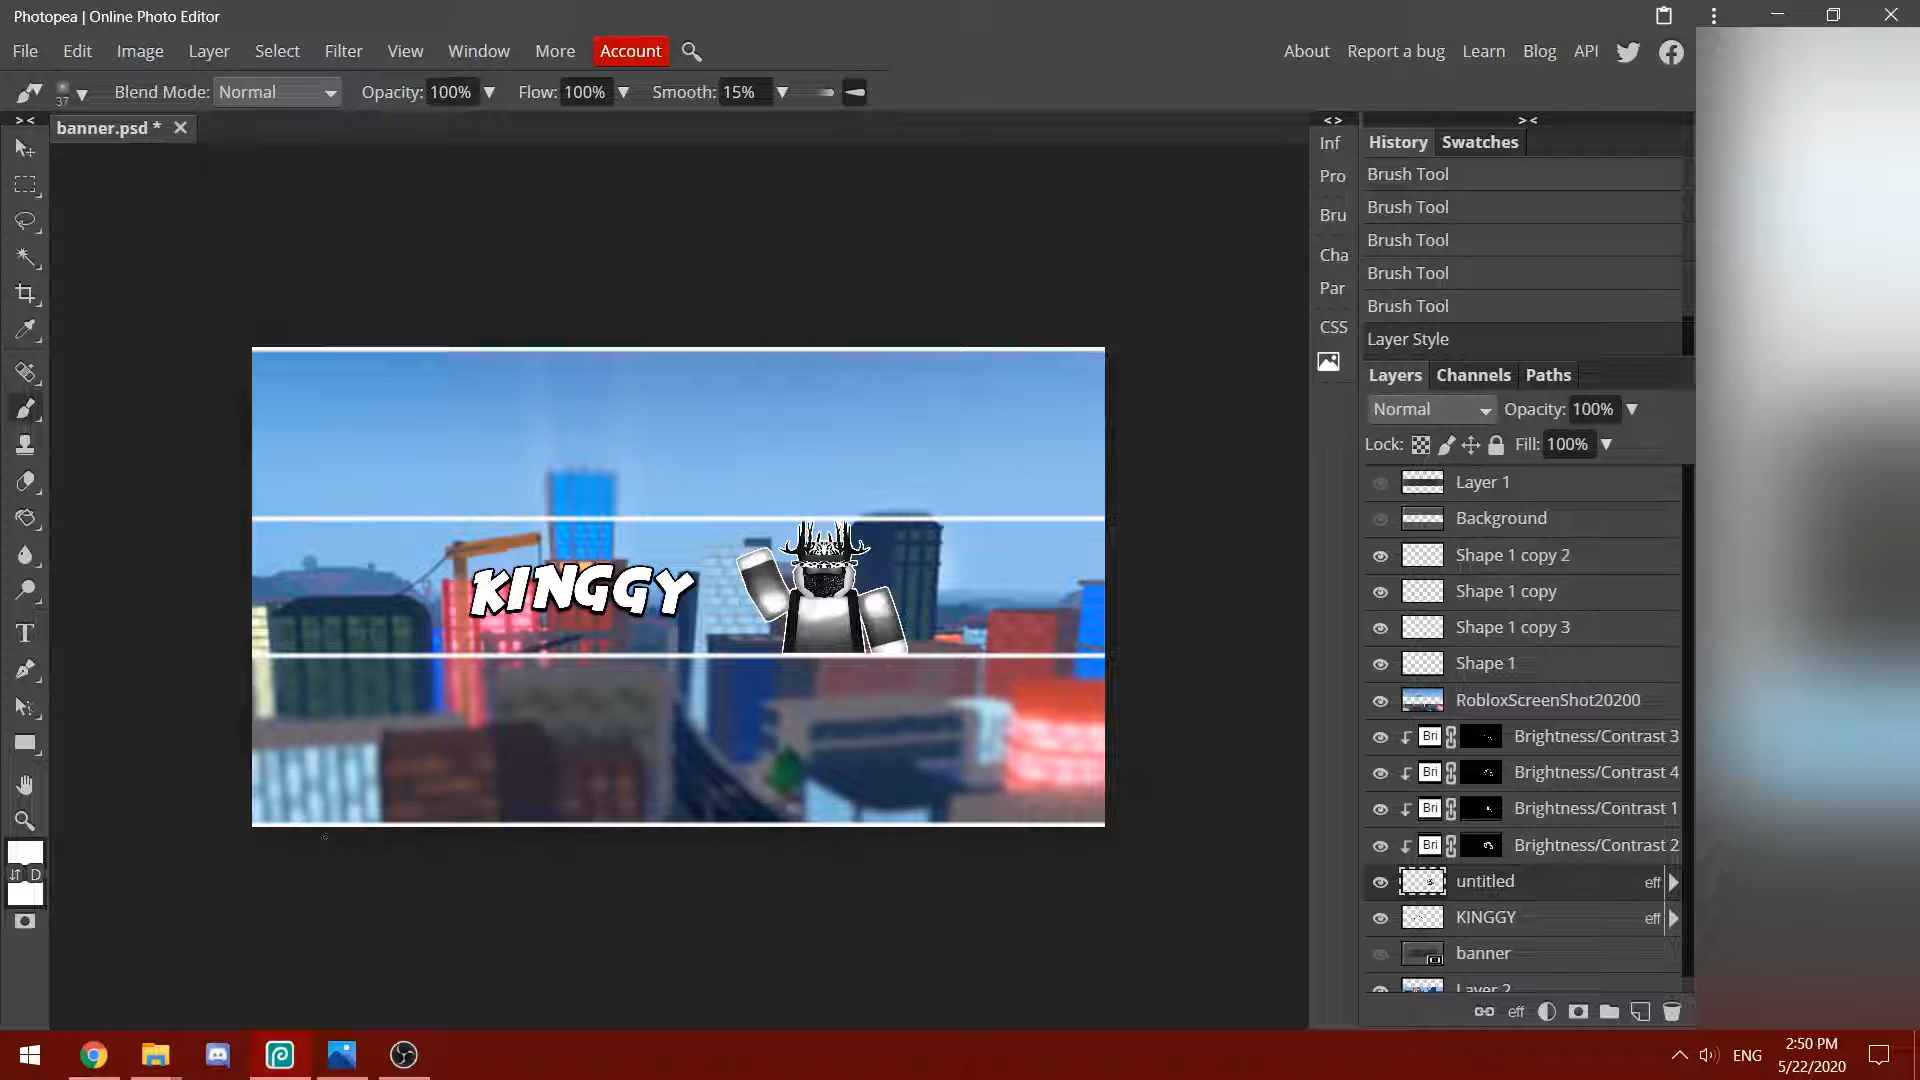 Photopea | Online Photo Editor
File Edit Image Layer Select Filter View Window More Account
About Report a bug Learn Blog API
37 Blend Mode: Normal Opacity: 100% Flow: 100% Smooth: 15%
> < banner.psd * < > > <
Inf
Pro
Bru
Cha
Par
CSS
History Swatches
Brush Tool
Brush Tool
Brush Tool
Brush Tool
Brush Tool
Layer Style
Layers Channels Paths
Normal Opacity: 100%
Lock: Fill: 100%
Layer 1
Background
Shape 1 copy 2
Shape 1 copy
Shape 1 copy 3
Shape 1
RobloxScreenShot20200
Bri Brightness/Contrast 3
Bri Brightness/Contrast 4
Bri Brightness/Contrast 1
Bri Brightness/Contrast 2
untitled eff
KINGGY eff
banner
Layer 2
eff
KINGGY
D
ENG
2:50 PM
5/22/2020